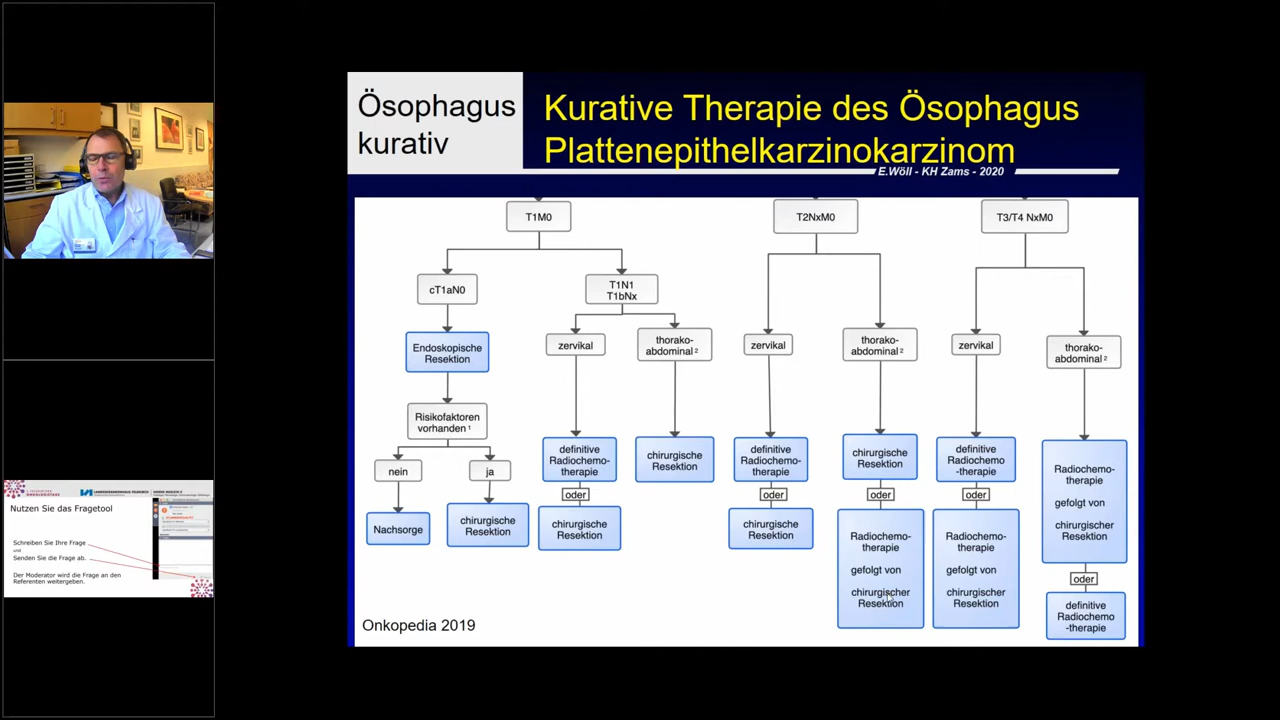 Ösophagus
kurativ
Kurative Therapie des Ösophagus
Plattenepithelkarzinokarzinom
E.Wöll - KH Zams - 2020
T1M0
T2NxM0
T3/T4 NxM0
cT1aN0
T1N1
T1bNx
Endoskopische
Resektion
zervikal
thorako-
abdominal 2
zervikal
thorako-
abdominal 2
zervikal
thorako-
abdominal 2
Risikofaktoren
vorhanden 1
nein
ja
Nachsorge
chirurgische
Resektion
definitive
Radiochemo-
therapie
oder
chirurgische
Resektion
chirurgische
Resektion
definitive
Radiochemo-
therapie
oder
chirurgische
Resektion
chirurgische
Resektion
oder
Radiochemo-
therapie
gefolgt von
chirurgischer
Resektion
definitive
Radiochemo
-therapie
oder
Radiochemo-
therapie
gefolgt von
chirurgischer
Resektion
Radiochemo-
therapie
gefolgt von
chirurgischer
Resektion
oder
definitive
Radiochemo
-therapie
Onkopedia 2019
Nutzen Sie das Fragetool
Schreiben Sie Ihre Frage
und
Senden Sie die Frage ab.
Der Moderator wird die Frage an den
Referenten weitergeben.